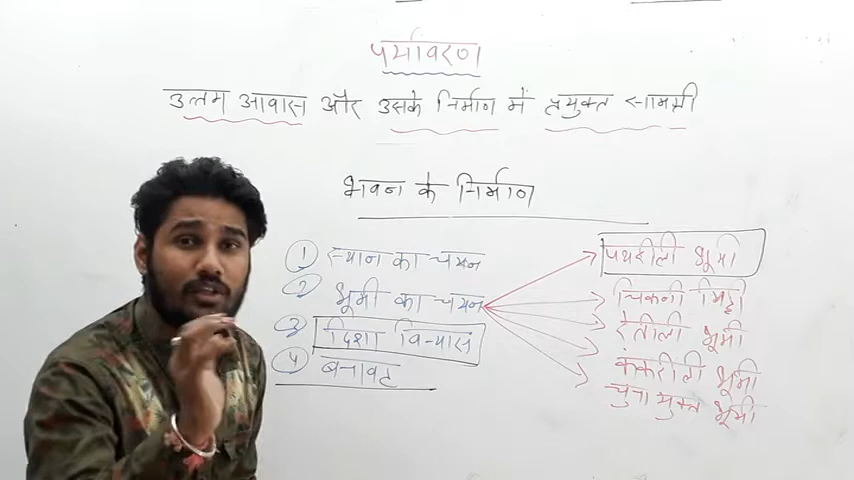 पर्यावरण
उत्तम आवास और उसके निर्माण में प्रयुक्त सामग्री
भवन के निर्माण
1 स्थान का चयन
2 भूमी का चयन
3 दिशा विन्यास
4 बनावट
पथरीली भूमी
चिकनी मिट्टी
रेतीली भूमी
ककरीली भूमी
चुना युक्त भूमी